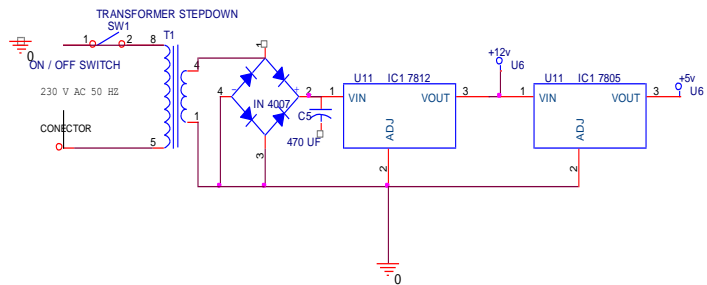 TRANSFORMER STEPDOWN
SW1
1 2 8
T1
0
ON / OFF SWITCH
230 V AC 50 HZ
CONECTOR
5
4
1
1
4
-
+
2
IN 4007
3
C5
470 UF
U11 IC1 7812
1 VIN VOUT 3
ADJ
2
+12v
U6
U11 IC1 7805
1 VIN VOUT 3
ADJ
2
+5v
U6
0